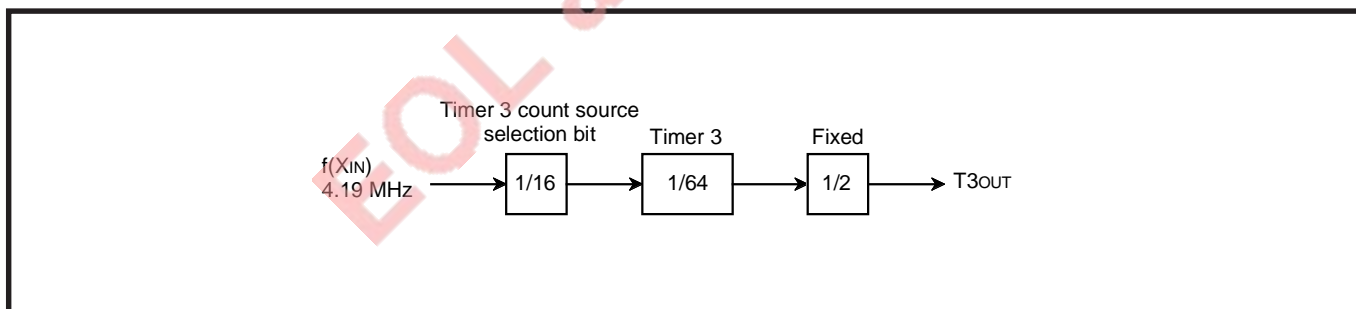 EOL a
Timer 3 count source
selection bit
Timer 3
Fixed
f(XIN)
4.19 MHz
1/16
1/64
1/2
T3OUT